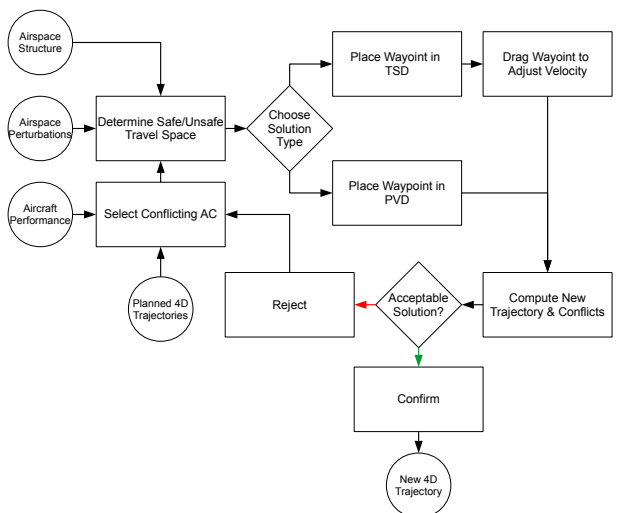 Airspace
Structure
Place Wayoint in
TSD
Drag Waypoint to
Adjust Velocity
Airspace
Perturbations
Determine Safe/Unsafe
Travel Space
Choose
Solution
Type
Aircraft
Performance
Select Conflicting AC
Place Waypoint in
PVD
Planned 4D
Trajectories
Reject
Acceptable
Solution?
Compute New
Trajectory & Conflicts
Confirm
New 4D
Trajectory